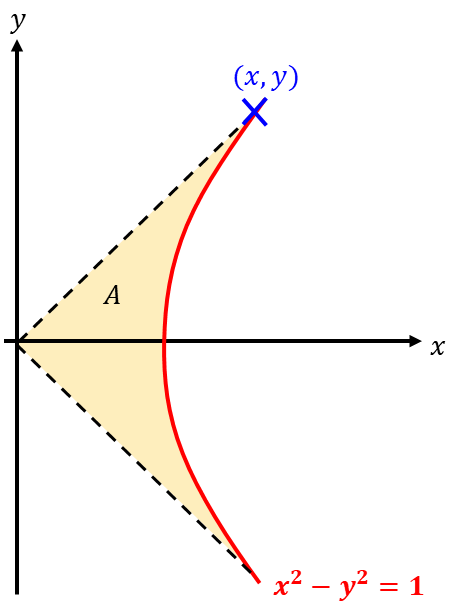 y
(x, y)
A
x
x² − y² = 1